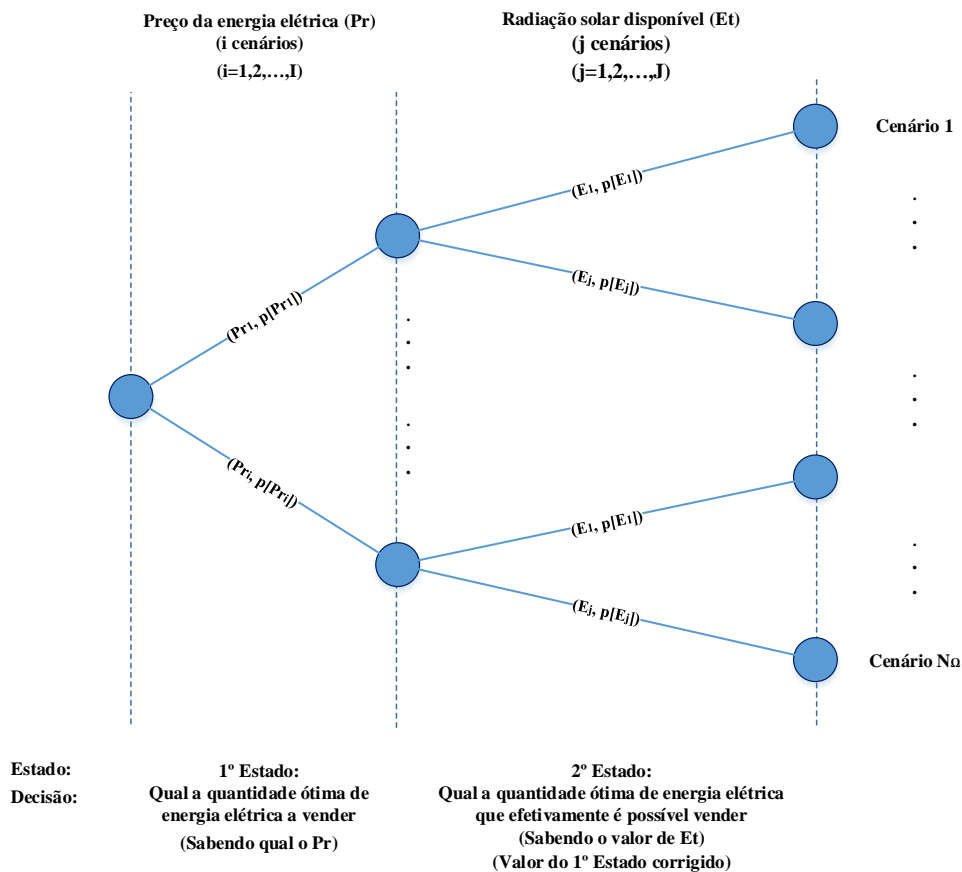 Preço da energia elétrica (Pr)
(i cenários)
(i=1,2,…,I)
Radiação solar disponível (Et)
(j cenários)
(j=1,2,…,J)
Cenário 1
(E1, p[E1])
(Ej, p[Ej])
(Pr1, p[Pr1])
(Pri, p[Pri])
(E1, p[E1])
(Ej, p[Ej])
Cenário NΩ
Estado:
Decisão:
1º Estado:
Qual a quantidade ótima de
energia elétrica a vender
(Sabendo qual o Pr)
2º Estado:
Qual a quantidade ótima de energia elétrica
que efetivamente é possível vender
(Sabendo o valor de Et)
(Valor do 1º Estado corrigido)